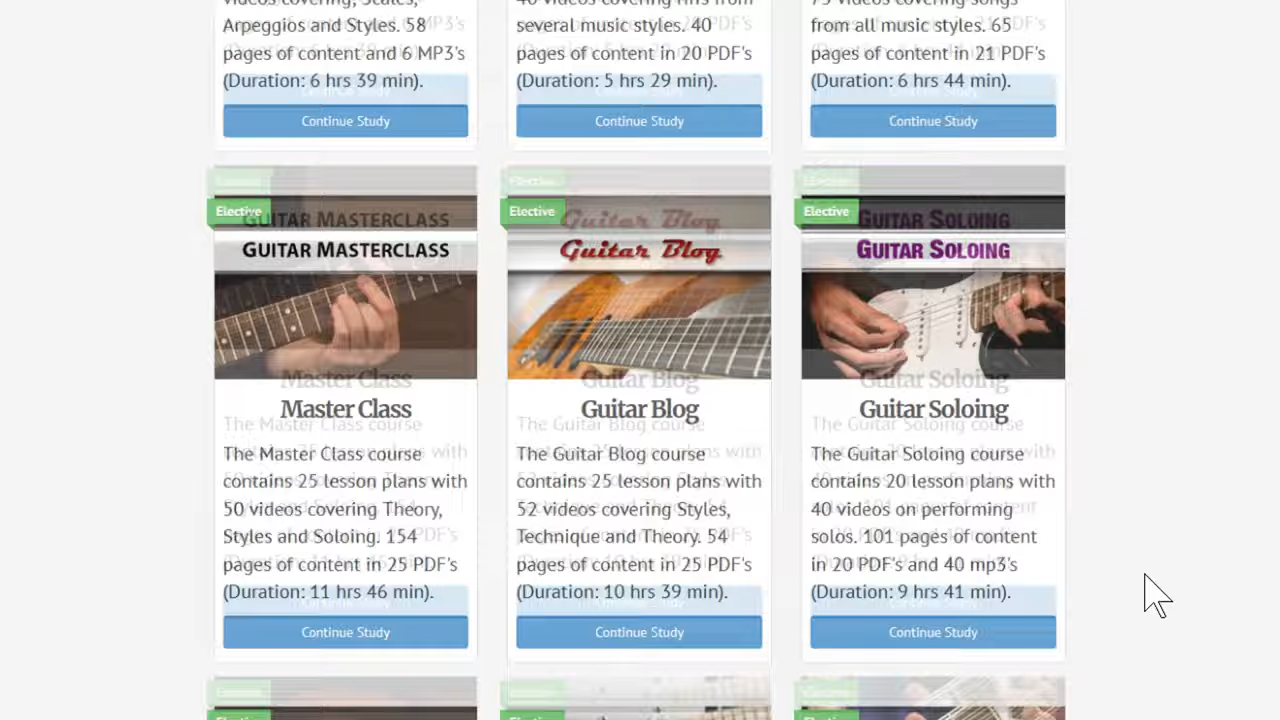 videos covering, Scales,
Arpeggios and Styles. 58
pages of content and 6 MP3's
(Duration: 6 hrs 39 min).
Continue Study
40 videos covering riffs from
several music styles. 40
pages of content in 20 PDF's
(Duration: 5 hrs 29 min).
Continue Study
75 videos covering songs
from all music styles. 65
pages of content in 21 PDF's
(Duration: 6 hrs 44 min).
Continue Study
Elective
GUITAR MASTERCLASS
Master Class
The Master Class course
contains 25 lesson plans with
50 videos covering Theory,
Styles and Soloing. 154
pages of content in 25 PDF's
(Duration: 11 hrs 46 min).
Continue Study
Elective
Guitar Blog
Guitar Blog
The Guitar Blog course
contains 25 lesson plans with
52 videos covering Styles,
Technique and Theory. 54
pages of content in 25 PDF's
(Duration: 10 hrs 39 min).
Continue Study
Elective
GUITAR SOLOING
Guitar Soloing
The Guitar Soloing course
contains 20 lesson plans with
40 videos on performing
solos. 101 pages of content
in 20 PDF's and 40 mp3's
(Duration: 9 hrs 41 min).
Continue Study
Elective
Elective
Elective